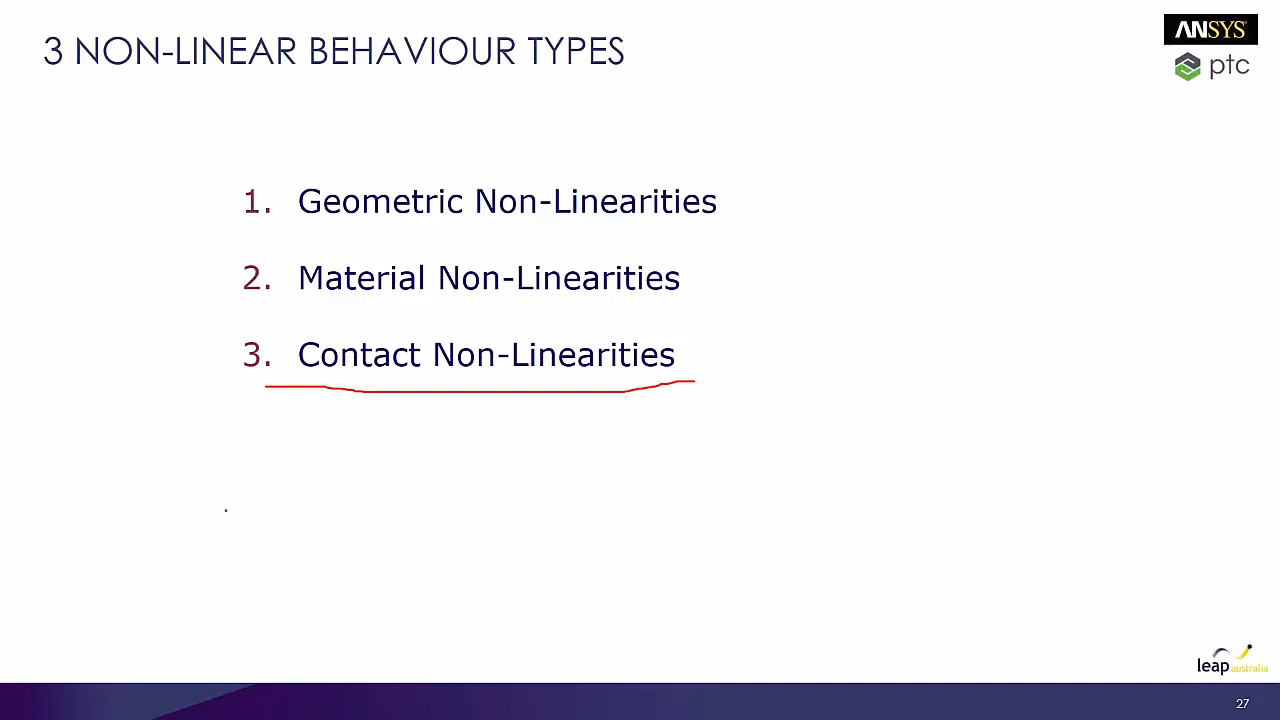 3 NON-LINEAR BEHAVIOUR TYPES
ANSYS
ptc
1. Geometric Non-Linearities
2. Material Non-Linearities
3. Contact Non-Linearities
leap australia
27